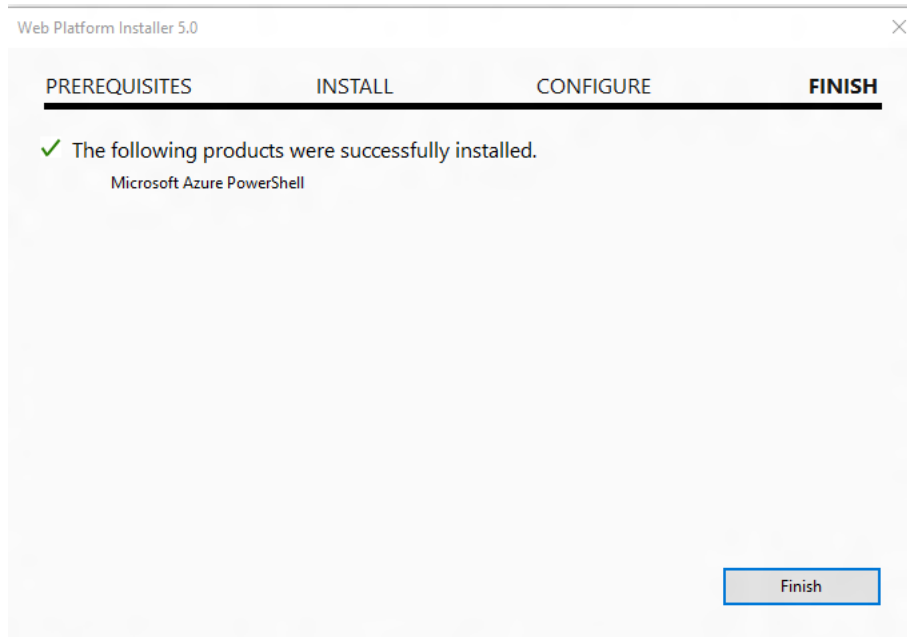 Web Platform Installer 5.0
PREREQUISITES INSTALL CONFIGURE FINISH
The following products were successfully installed.
Microsoft Azure PowerShell
Finish